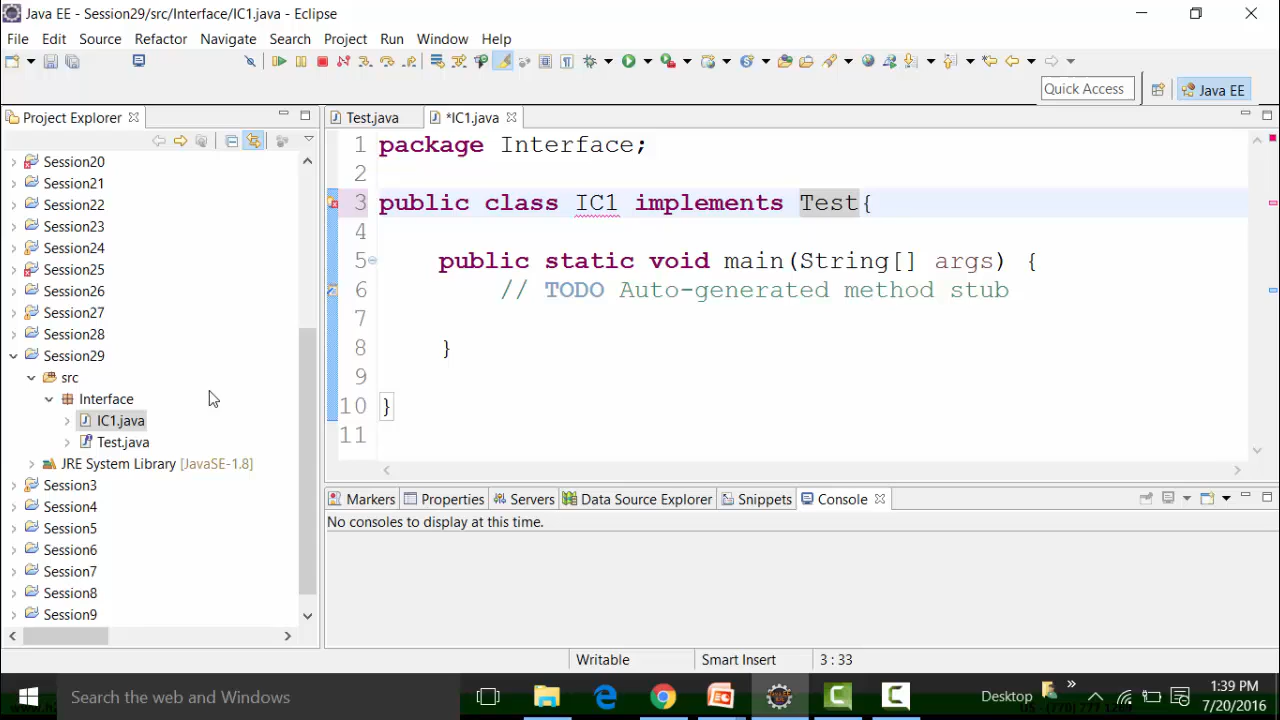 Java EE - Session29/src/Interface/IC1.java - Eclipse
File Edit Source Refactor Navigate Search Project Run Window Help
Quick Access
Java EE
Project Explorer
Session20
Session21
Session22
Session23
Session24
Session25
Session26
Session27
Session28
Session29
src
Interface
IC1.java
Test.java
JRE System Library [JavaSE-1.8]
Session3
Session4
Session5
Session6
Session7
Session8
Session9
Test.java *IC1.java
1 package Interface;
2
3 public class IC1 implements Test{
4
5 public static void main(String[] args) {
6 // TODO Auto-generated method stub
7
8 }
9
10 }
11
Markers Properties Servers Data Source Explorer Snippets Console
No consoles to display at this time.
Writable Smart Insert 3 : 33
Search the web and Windows
Desktop
1:39 PM
7/20/2016